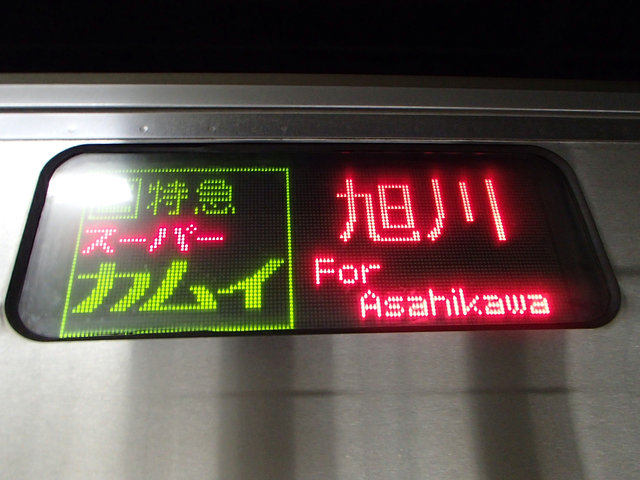 特急
スーパー
カムイ
旭川
For
Asahikawa